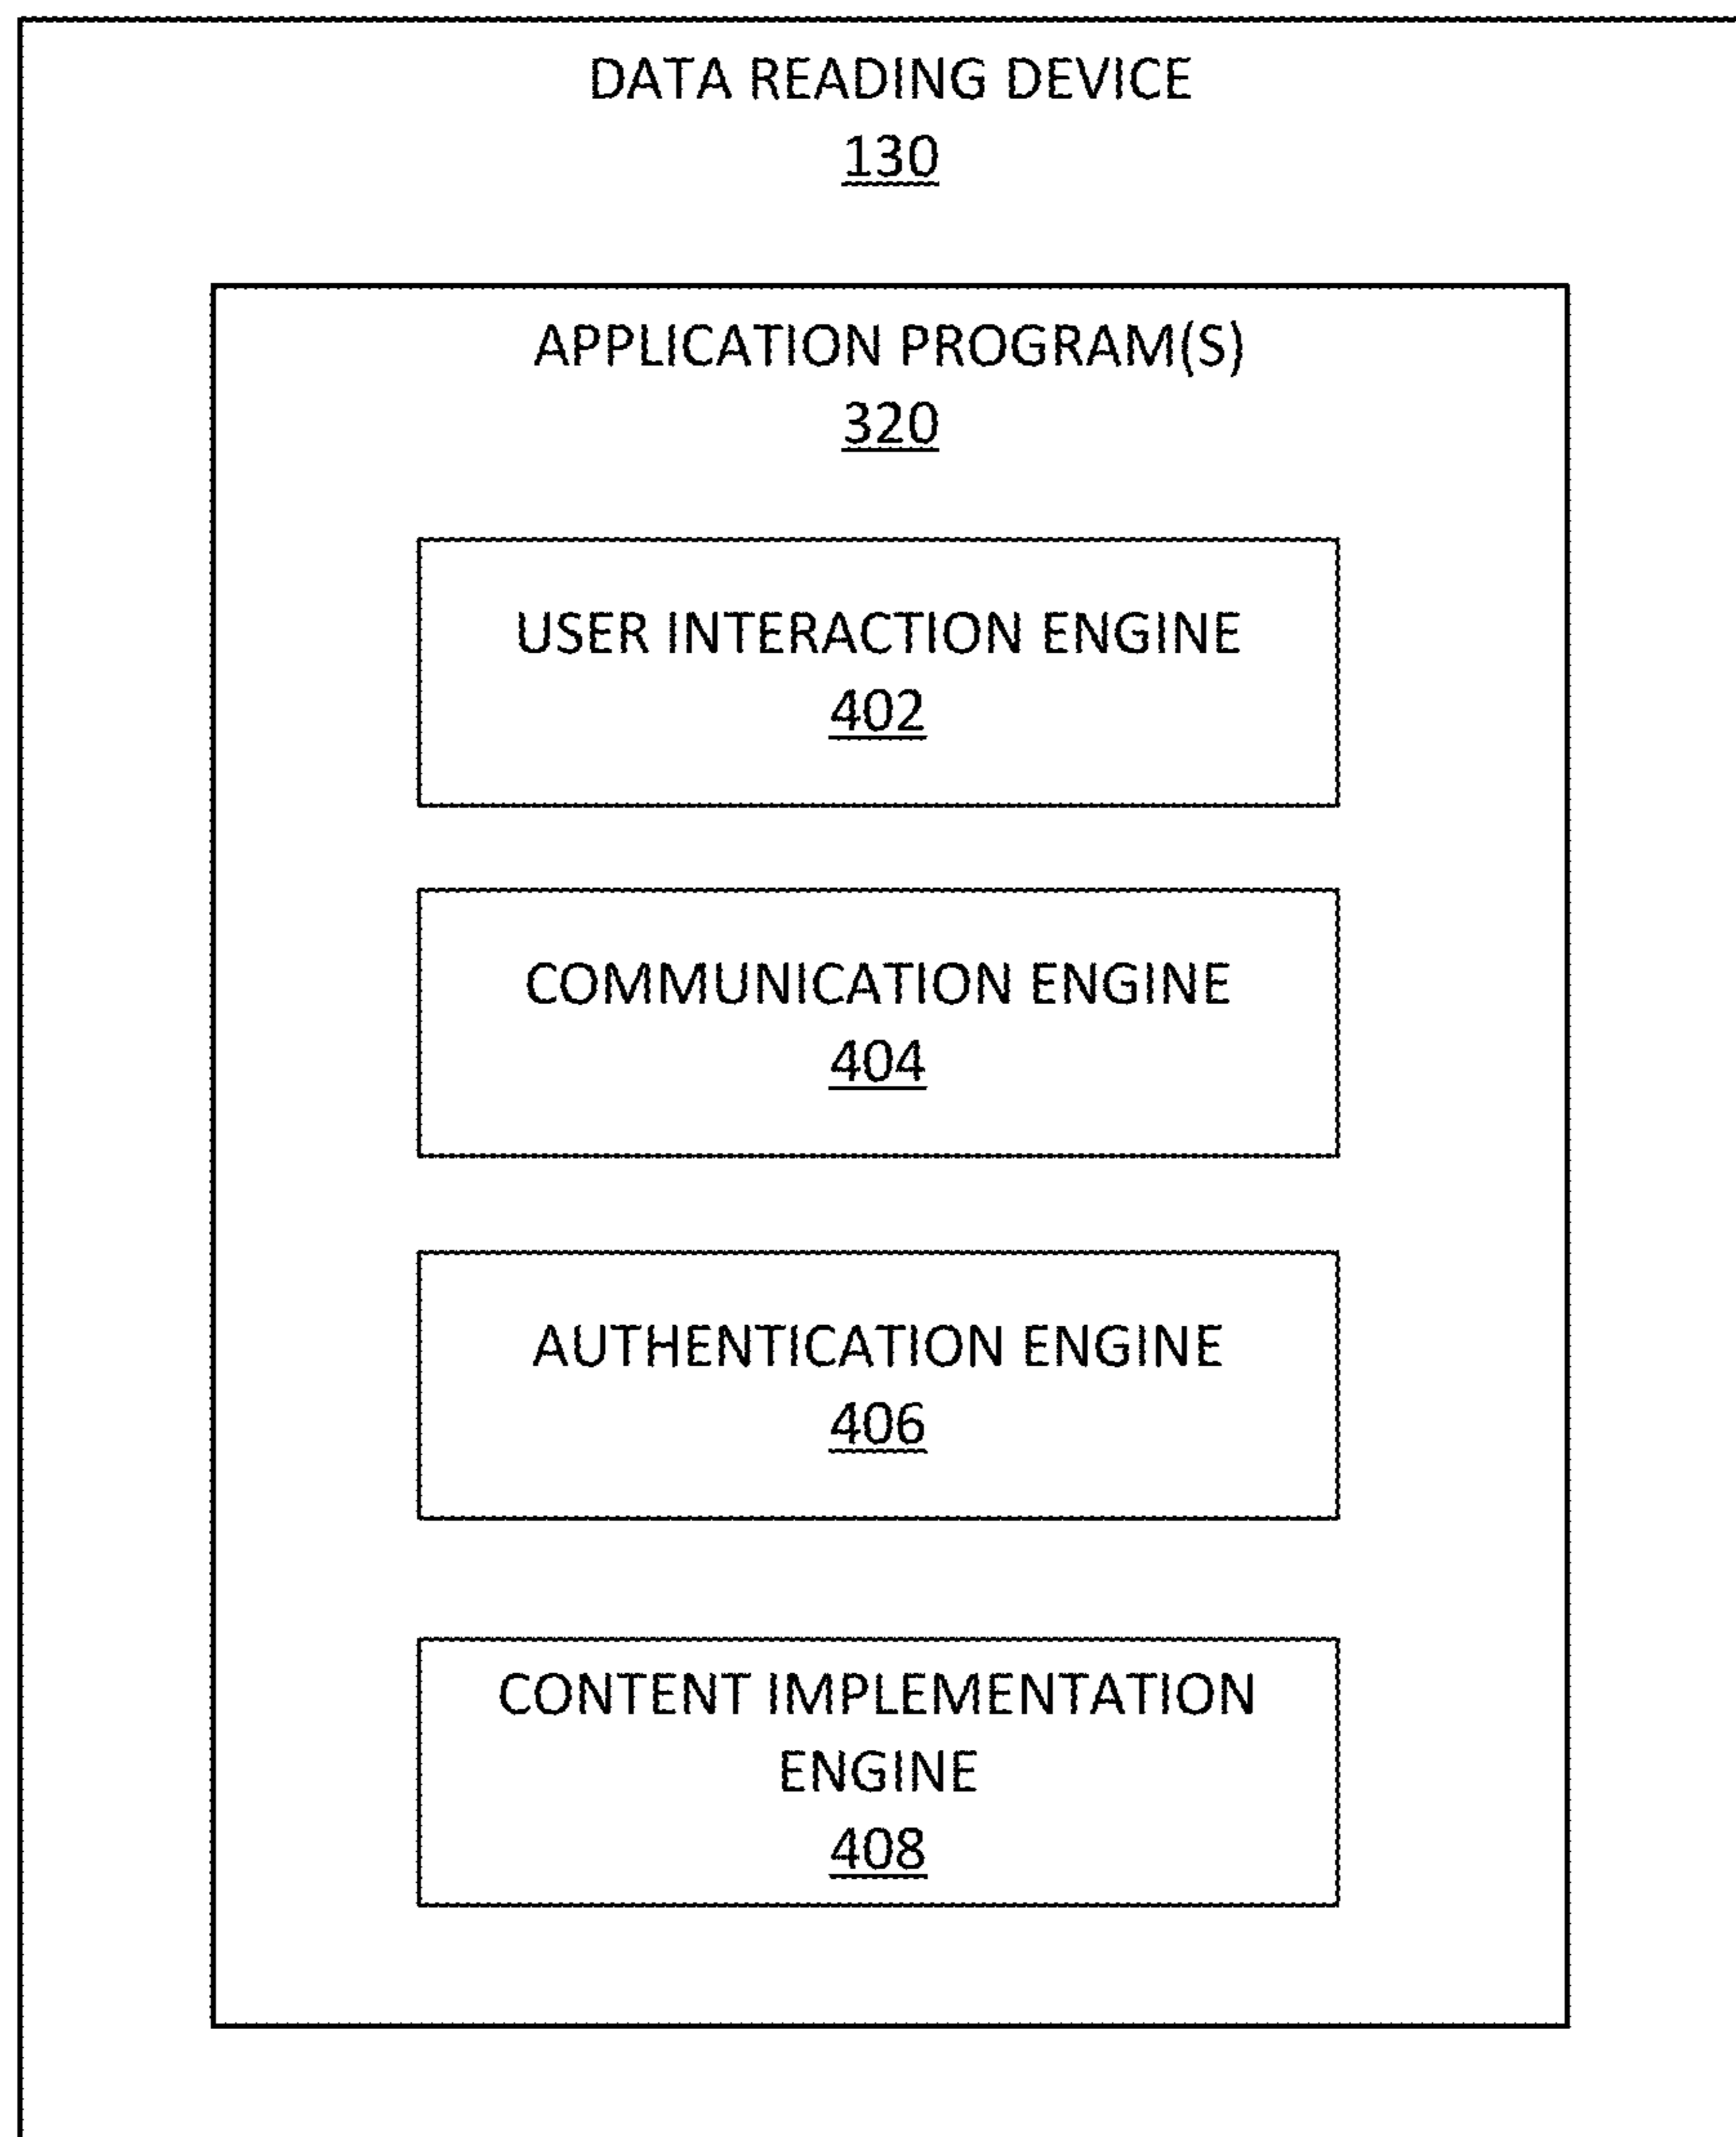 DATA READING DEVICE
130
APPLICATION PROGRAM(S)
320
USER INTERACTION ENGINE
402
COMMUNICATION ENGINE
404
AUTHENTICATION ENGINE
406
CONTENT IMPLEMENTATION
ENGINE
408